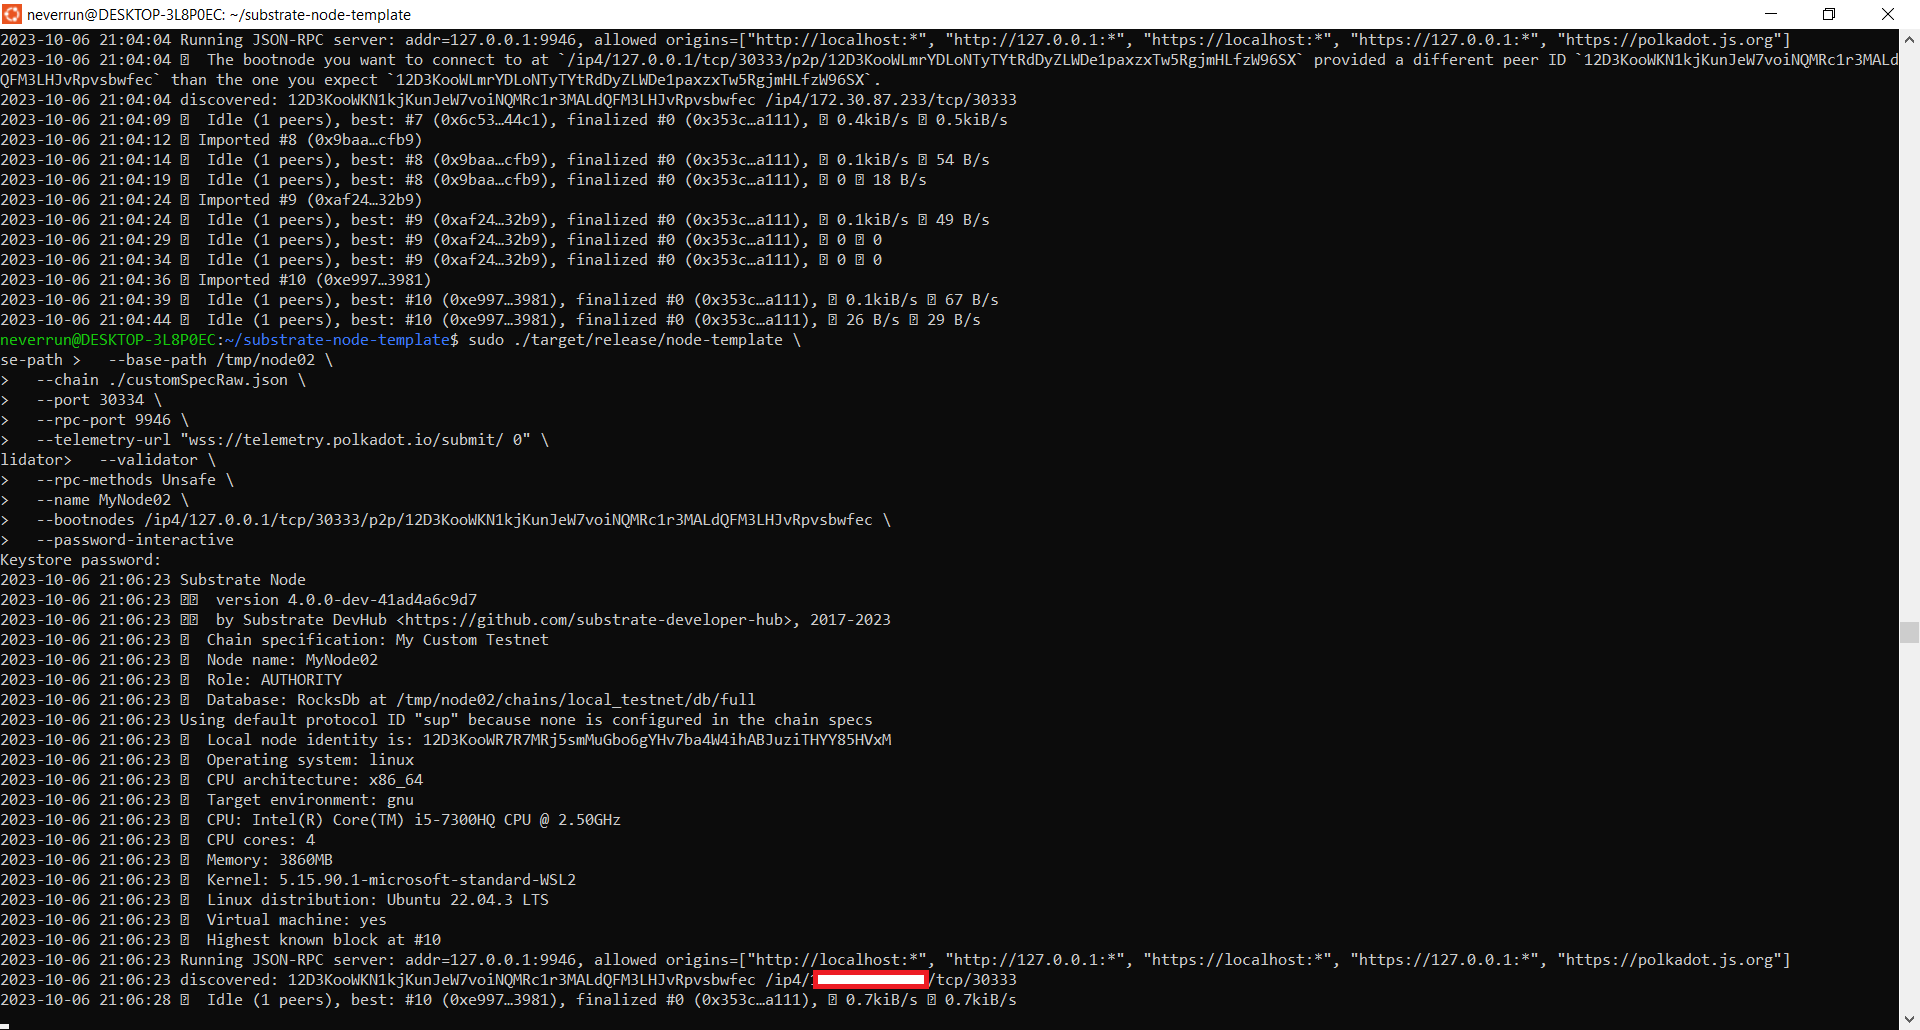 neverrun@DESKTOP-3L8P0EC: ~/substrate-node-template
2023-10-06 21:04:04 Running JSON-RPC server: addr=127.0.0.1:9946, allowed origins=["http://localhost:*", "http://127.0.0.1:*", "https://localhost:*", "https://127.0.0.1:*", "https://polkadot.js.org"]
2023-10-06 21:04:04 The bootnode you want to connect to at `/ip4/127.0.0.1/tcp/30333/p2p/12D3KooWLmrYDLoNTyTYtRdDyZLWDe1paxzxTw5RgjmHLfzW96SX` provided a different peer ID `12D3KooWKN1kjKunJeW7voiNQMRc1r3MALd
QFM3LHJvRpvsbwfec` than the one you expect `12D3KooWLmrYDLoNTyTYtRdDyZLWDe1paxzxTw5RgjmHLfzW96SX`.
2023-10-06 21:04:04 discovered: 12D3KooWKN1kjKunJeW7voiNQMRc1r3MALdQFM3LHJvRpvsbwfec /ip4/172.30.87.233/tcp/30333
2023-10-06 21:04:09 Idle (1 peers), best: #7 (0x6c53…44c1), finalized #0 (0x353c…a111), 0.4kiB/s 0.5kiB/s
2023-10-06 21:04:12 Imported #8 (0x9baa…cfb9)
2023-10-06 21:04:14 Idle (1 peers), best: #8 (0x9baa…cfb9), finalized #0 (0x353c…a111), 0.1kiB/s 54 B/s
2023-10-06 21:04:19 Idle (1 peers), best: #8 (0x9baa…cfb9), finalized #0 (0x353c…a111), 0 18 B/s
2023-10-06 21:04:24 Imported #9 (0xaf24…32b9)
2023-10-06 21:04:24 Idle (1 peers), best: #9 (0xaf24…32b9), finalized #0 (0x353c…a111), 0.1kiB/s 49 B/s
2023-10-06 21:04:29 Idle (1 peers), best: #9 (0xaf24…32b9), finalized #0 (0x353c…a111), 0 0
2023-10-06 21:04:34 Idle (1 peers), best: #9 (0xaf24…32b9), finalized #0 (0x353c…a111), 0 0
2023-10-06 21:04:36 Imported #10 (0xe997…3981)
2023-10-06 21:04:39 Idle (1 peers), best: #10 (0xe997…3981), finalized #0 (0x353c…a111), 0.1kiB/s 67 B/s
2023-10-06 21:04:44 Idle (1 peers), best: #10 (0xe997…3981), finalized #0 (0x353c…a111), 26 B/s 29 B/s
neverrun@DESKTOP-3L8P0EC:~/substrate-node-template$ sudo ./target/release/node-template \
se-path >   --base-path /tmp/node02 \
>   --chain ./customSpecRaw.json \
>   --port 30334 \
>   --rpc-port 9946 \
>   --telemetry-url "wss://telemetry.polkadot.io/submit/ 0" \
lidator>   --validator \
>   --rpc-methods Unsafe \
>   --name MyNode02 \
>   --bootnodes /ip4/127.0.0.1/tcp/30333/p2p/12D3KooWKN1kjKunJeW7voiNQMRc1r3MALdQFM3LHJvRpvsbwfec \
>   --password-interactive
Keystore password:
2023-10-06 21:06:23 Substrate Node
2023-10-06 21:06:23 version 4.0.0-dev-41ad4a6c9d7
2023-10-06 21:06:23 by Substrate DevHub <https://github.com/substrate-developer-hub>, 2017-2023
2023-10-06 21:06:23 Chain specification: My Custom Testnet
2023-10-06 21:06:23 Node name: MyNode02
2023-10-06 21:06:23 Role: AUTHORITY
2023-10-06 21:06:23 Database: RocksDb at /tmp/node02/chains/local_testnet/db/full
2023-10-06 21:06:23 Using default protocol ID "sup" because none is configured in the chain specs
2023-10-06 21:06:23 Local node identity is: 12D3KooWR7R7MRj5smMuGbo6gYHv7ba4W4ihABJuziTHYY85HVxM
2023-10-06 21:06:23 Operating system: linux
2023-10-06 21:06:23 CPU architecture: x86_64
2023-10-06 21:06:23 Target environment: gnu
2023-10-06 21:06:23 CPU: Intel(R) Core(TM) i5-7300HQ CPU @ 2.50GHz
2023-10-06 21:06:23 CPU cores: 4
2023-10-06 21:06:23 Memory: 3860MB
2023-10-06 21:06:23 Kernel: 5.15.90.1-microsoft-standard-WSL2
2023-10-06 21:06:23 Linux distribution: Ubuntu 22.04.3 LTS
2023-10-06 21:06:23 Virtual machine: yes
2023-10-06 21:06:23 Highest known block at #10
2023-10-06 21:06:23 Running JSON-RPC server: addr=127.0.0.1:9946, allowed origins=["http://localhost:*", "http://127.0.0.1:*", "https://localhost:*", "https://127.0.0.1:*", "https://polkadot.js.org"]
2023-10-06 21:06:23 discovered: 12D3KooWKN1kjKunJeW7voiNQMRc1r3MALdQFM3LHJvRpvsbwfec /ip4/ /tcp/30333
2023-10-06 21:06:28 Idle (1 peers), best: #10 (0xe997…3981), finalized #0 (0x353c…a111), 0.7kiB/s 0.7kiB/s